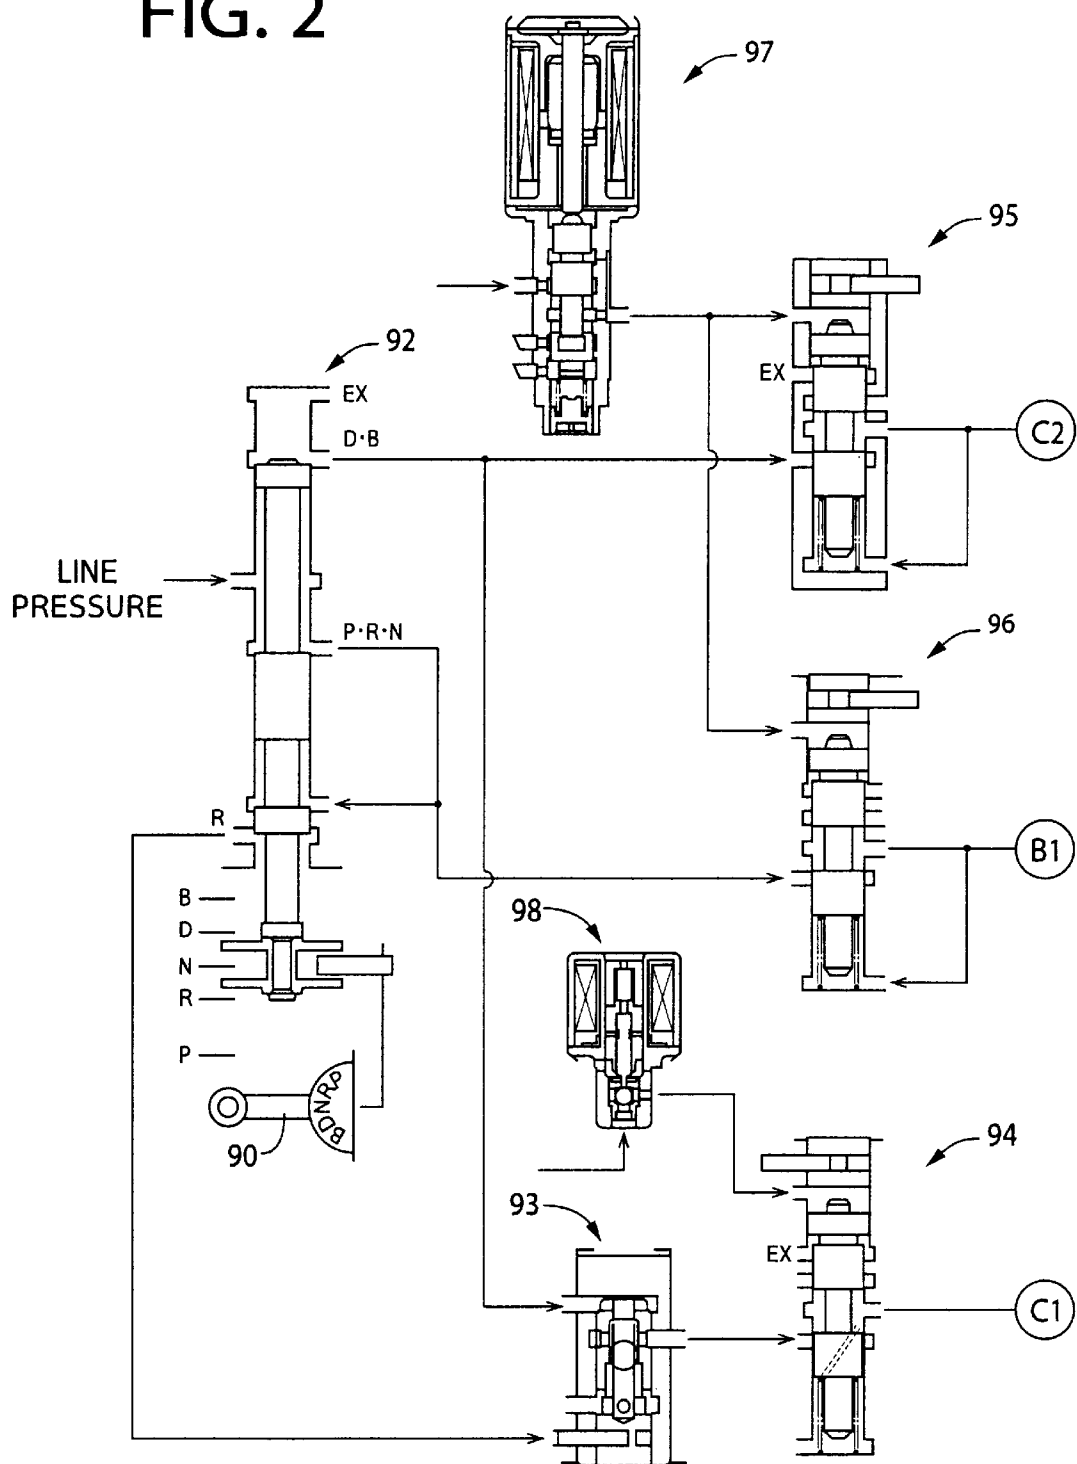 FIG. 2
97
95
92
EX
EX
D·B
C2
LINE
PRESSURE
P·R·N
96
R
B1
B
98
D
N
R
P
BDNRP
94
90
93
EX
C1